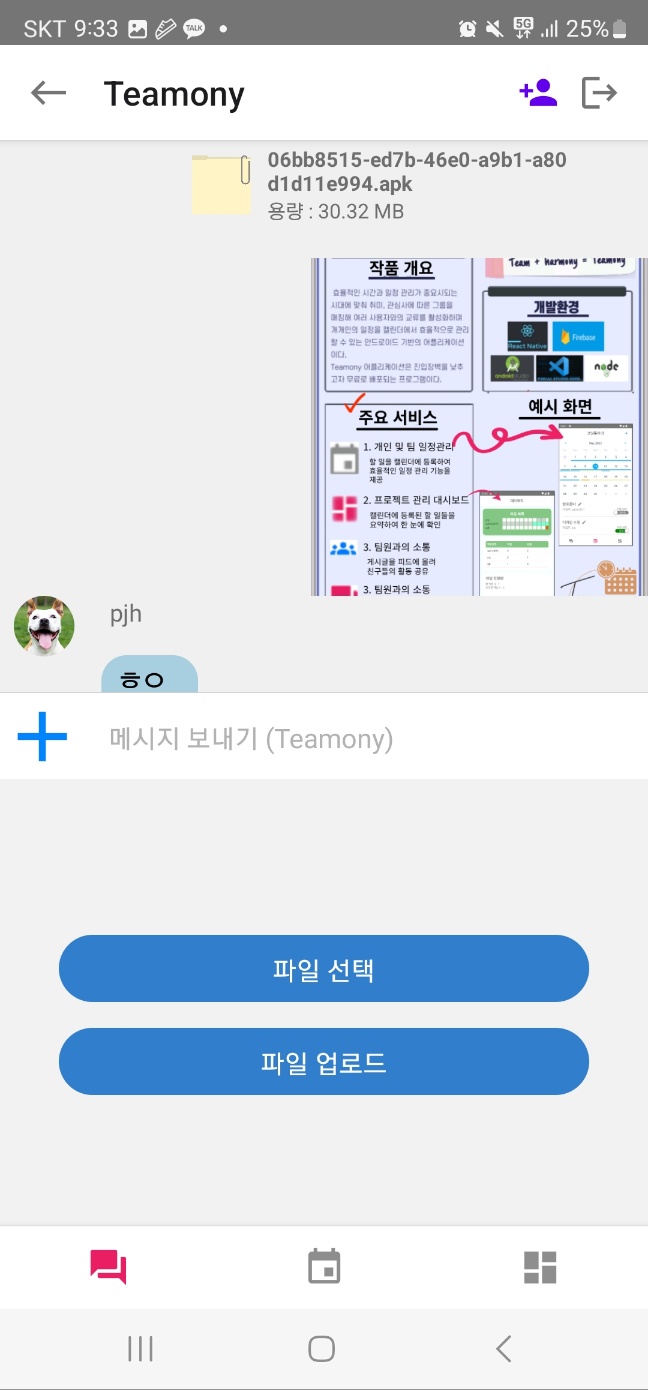 SKT 9:33 TALK 5G 25%
Teamony
06bb8515-ed7b-46e0-a9b1-a80
d1d11e994.apk
용량 : 30.32 MB
Team + harmony = Teamony
작품 개요
효율적인 시간과 일정 관리가 중요시되는
시대에 맞춰 취미, 관심사에 따른 그룹을
매칭해 여러 사용자와의 교류를 활성화하며
개개인의 일정을 캘린더에서 효율적으로 관리
할 수 있는 안드로이드 기반의 어플리케이션
이다.
Teamony 어플리케이션은 진입장벽을 낮추
고자 무료로 배포되는 프로그램이다.
개발환경
React Native
Firebase
node
주요 서비스
1. 개인 및 팀 일정관리
할 일을 캘린더에 등록하여
효율적인 일정 관리 기능을
제공
2. 프로젝트 관리 대시보드
캘린더에 등록된 할 일들을
요약하여 한 눈에 확인
3. 팀원과의 소통
게시글을 피드에 올려
친구들의 활동 공유
3. 팀원과의 소통
예시 화면
pjh
ㅎㅇ
메시지 보내기 (Teamony)
파일 선택
파일 업로드